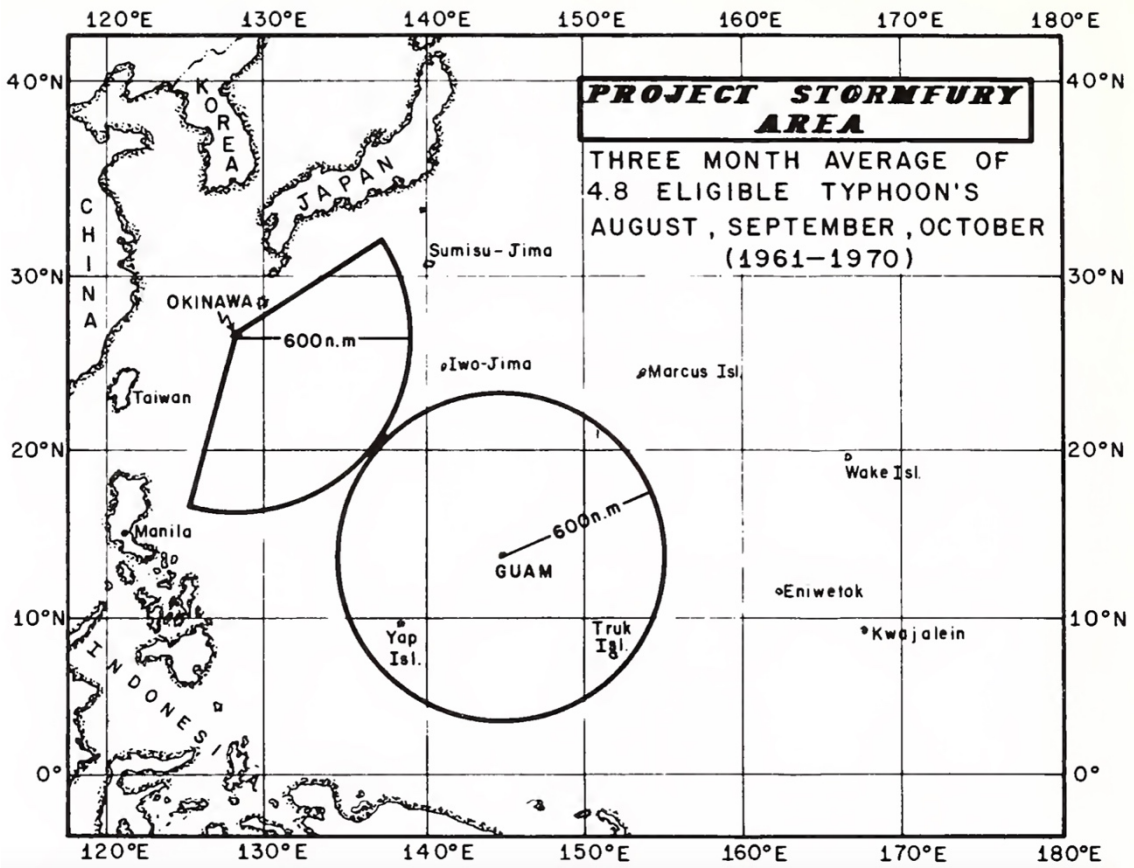 120°E 130°E 140°E 150°E 160°E 170°E 180°E
40°N 40°N
PROJECT STORMFURY
AREA
THREE MONTH AVERAGE OF
4.8 ELIGIBLE TYPHOON'S
AUGUST, SEPTEMBER, OCTOBER
(1961-1970)
KOREA
JAPAN
CHINA
Sumisu-Jima
30°N 30°N
OKINAWA
600 n.m
Iwo-Jima
Marcus Isl.
Taiwan
20°N 20°N
Wake Isl.
Manila
600 n.m
GUAM
Eniwetok
10°N 10°N
Yap
Isl.
Truk
Isl.
Kwajalein
INDONESIA
0° 0°
120°E 130°E 140°E 150°E 160°E 170°E 180°E